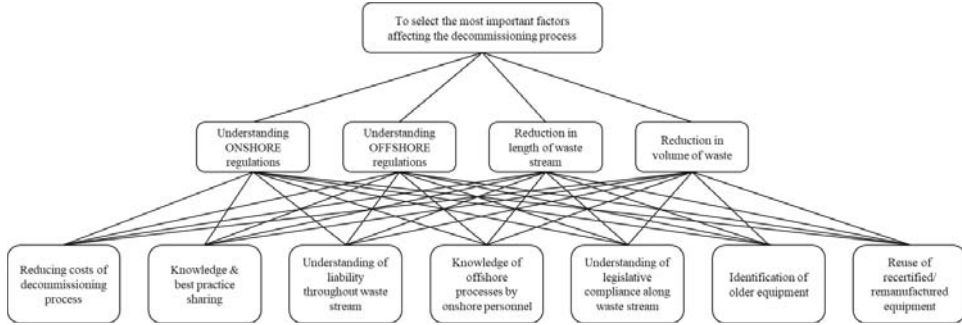 To select the most important factors
affecting the decommissioning process
Understanding
ONSHORE
regulations
Understanding
OFFSHORE
regulations
Reduction in
length of waste
stream
Reduction in
volume of waste
Reducing costs of
decommissioning
process
Knowledge &
best practice
sharing
Understanding of
liability
throughout waste
stream
Knowledge of
offshore
processes by
onshore personnel
Understanding of
legislative
compliance along
waste stream
Identification of
older equipment
Reuse of
recertified/
remanufactured
equipment